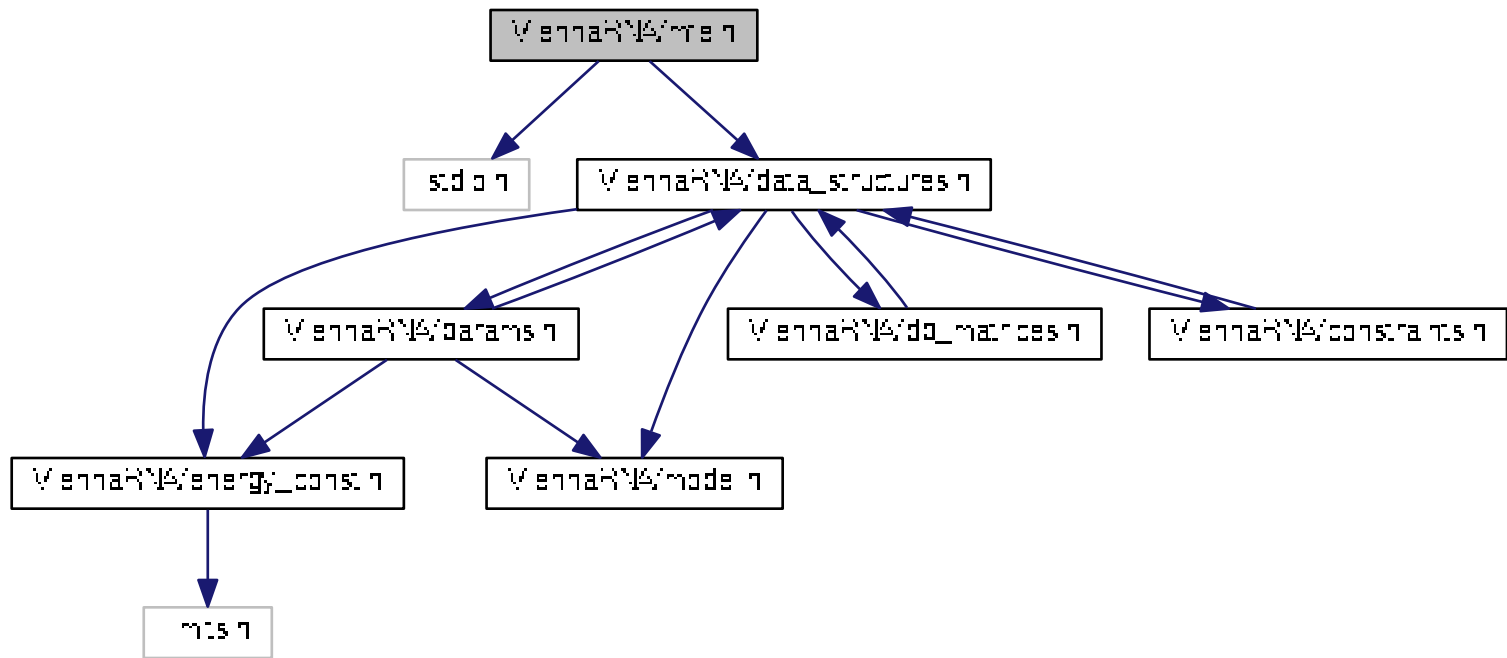 ViennaRNA/mfe.h
stdio.h
ViennaRNA/data_structures.h
ViennaRNA/params.h
ViennaRNA/dp_matrices.h
ViennaRNA/constraints.h
ViennaRNA/energy_const.h
ViennaRNA/model.h
limits.h